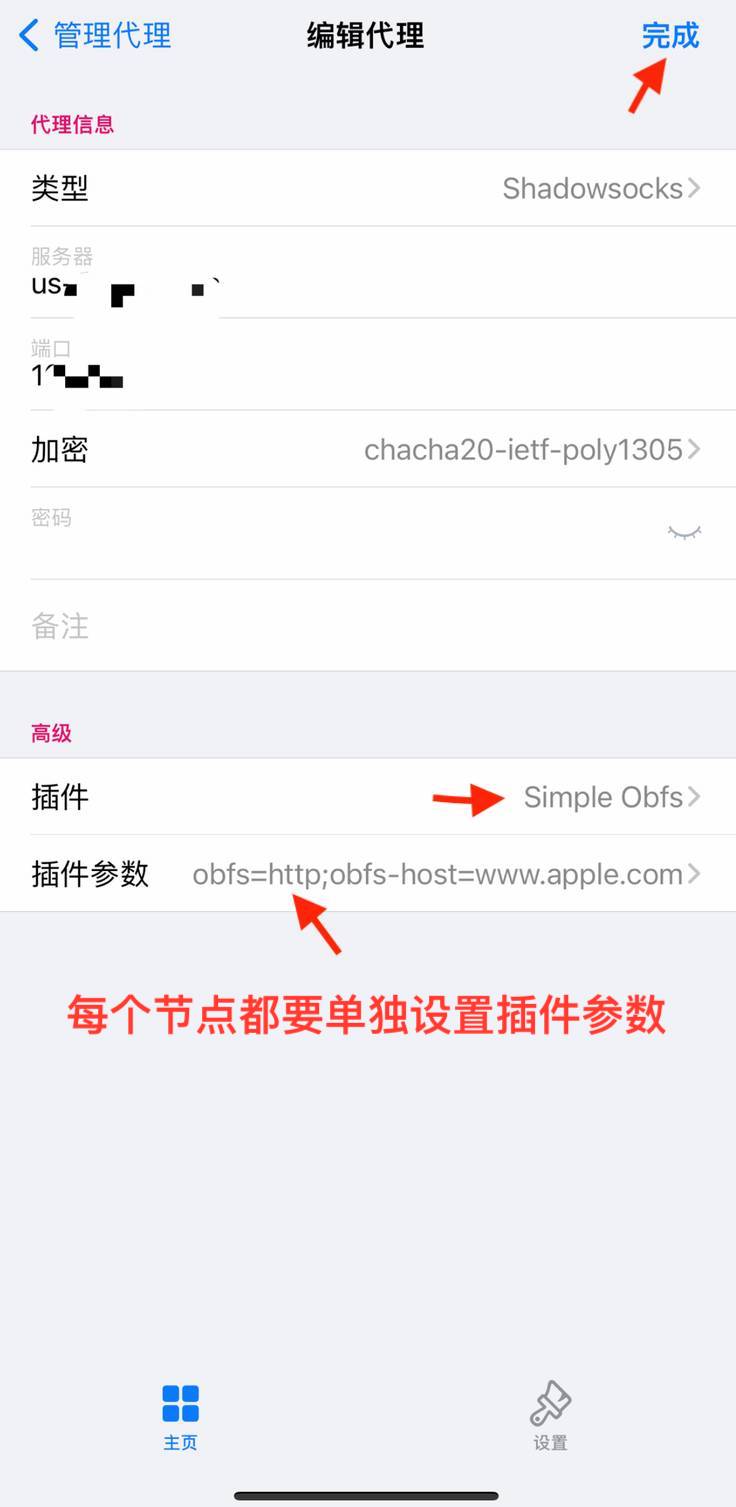 管理代理
编辑代理
完成
代理信息
类型
Shadowsocks
服务器
us-
端口
加密
chacha20-ietf-poly1305
密码
备注
高级
插件
Simple Obfs
插件参数
obfs=http;obfs-host=www.apple.com
每个节点都要单独设置插件参数
主页
设置